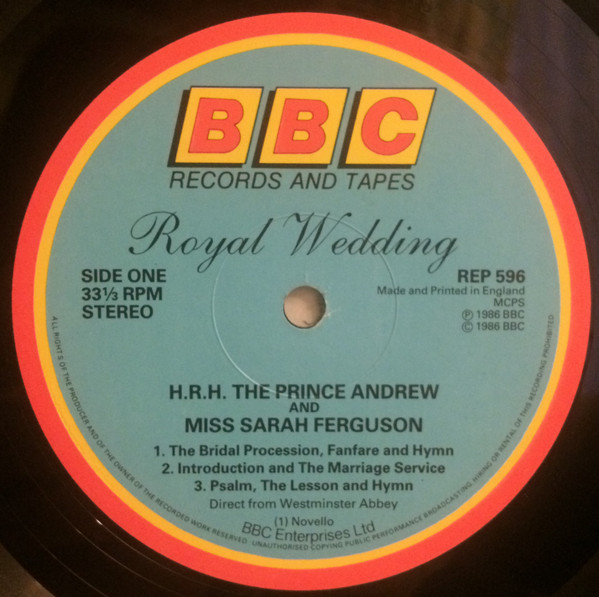 BBC
RECORDS AND TAPES
Royal Wedding
SIDE ONE
33⅓ RPM
STEREO
REP 596
Made and Printed in England
MCPS
Ⓟ 1986 BBC
© 1986 BBC
H.R.H. THE PRINCE ANDREW
AND
MISS SARAH FERGUSON
1. The Bridal Procession, Fanfare and Hymn
2. Introduction and The Marriage Service
3. Psalm, The Lesson and Hymn
Direct from Westminster Abbey
(1) Novello
BBC Enterprises Ltd
ALL RIGHTS OF THE PRODUCER AND OF THE OWNER OF THE RECORDED WORK RESERVED. UNAUTHORISED COPYING PUBLIC PERFORMANCE BROADCASTING, HIRING OR RENTAL OF THIS RECORDING PROHIBITED